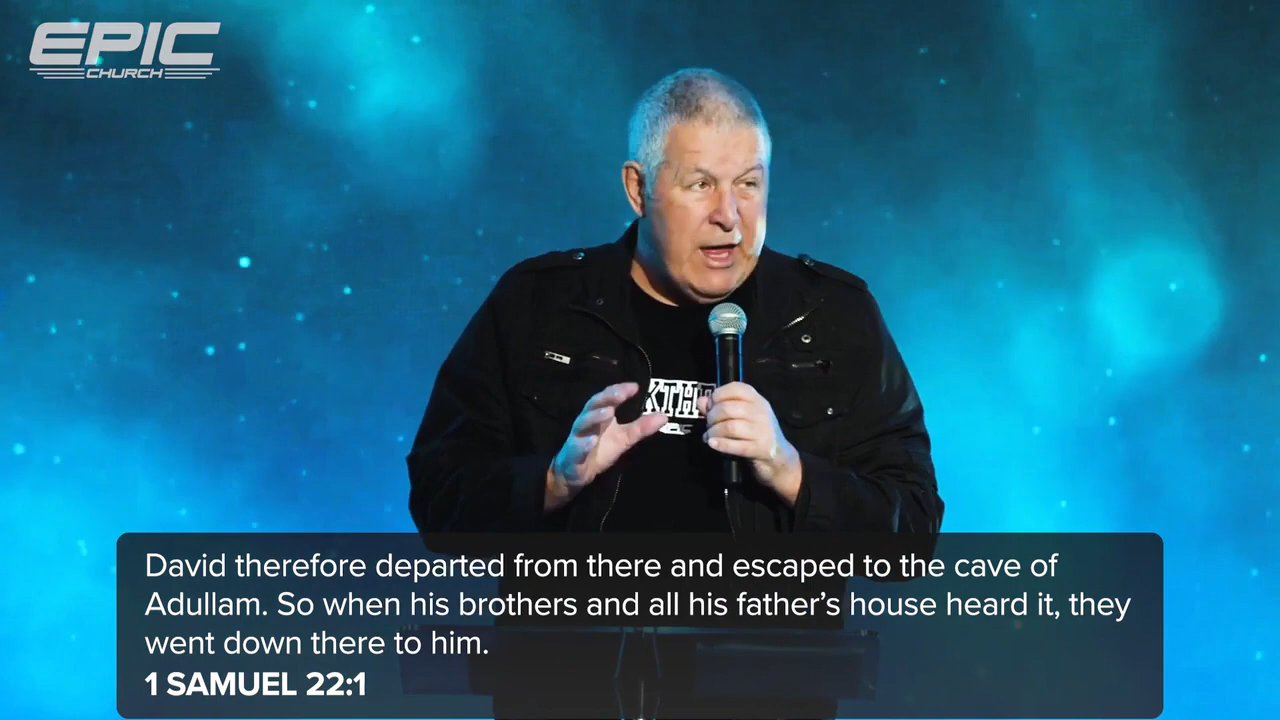 EPIC
CHURCH
KTH
David therefore departed from there and escaped to the cave of
Adullam. So when his brothers and all his father’s house heard it, they
went down there to him.
1 SAMUEL 22:1